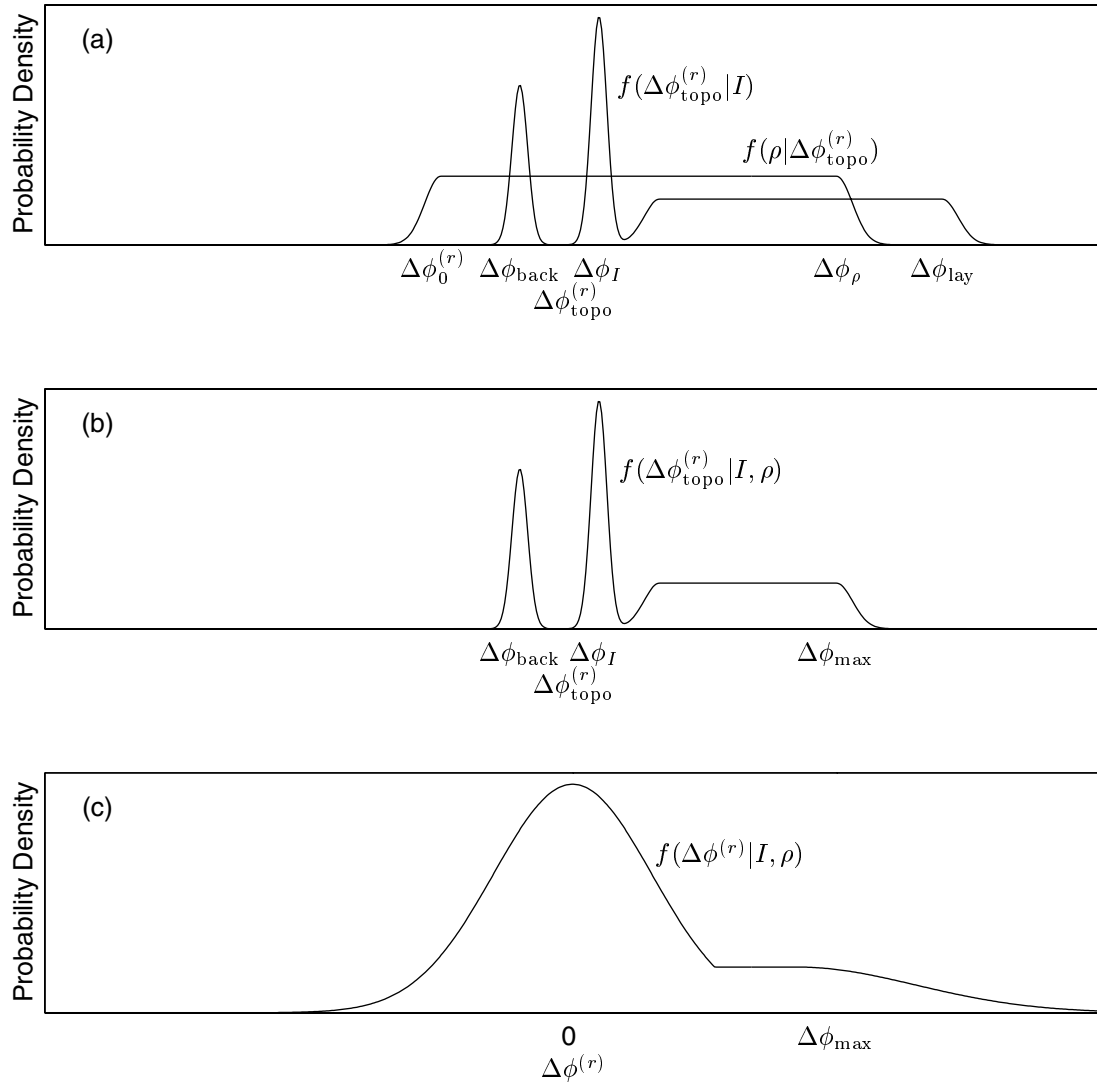 (a)
Probability Density
f(Δϕ_topo^(r)|I)
f(ρ|Δϕ_topo^(r))
Δϕ_0^(r) Δϕ_back Δϕ_I Δϕ_ρ Δϕ_lay
Δϕ_topo^(r)
(b)
Probability Density
f(Δϕ_topo^(r)|I, ρ)
Δϕ_back Δϕ_I Δϕ_max
Δϕ_topo^(r)
(c)
Probability Density
f(Δϕ^(r)|I, ρ)
0 Δϕ_max
Δϕ^(r)